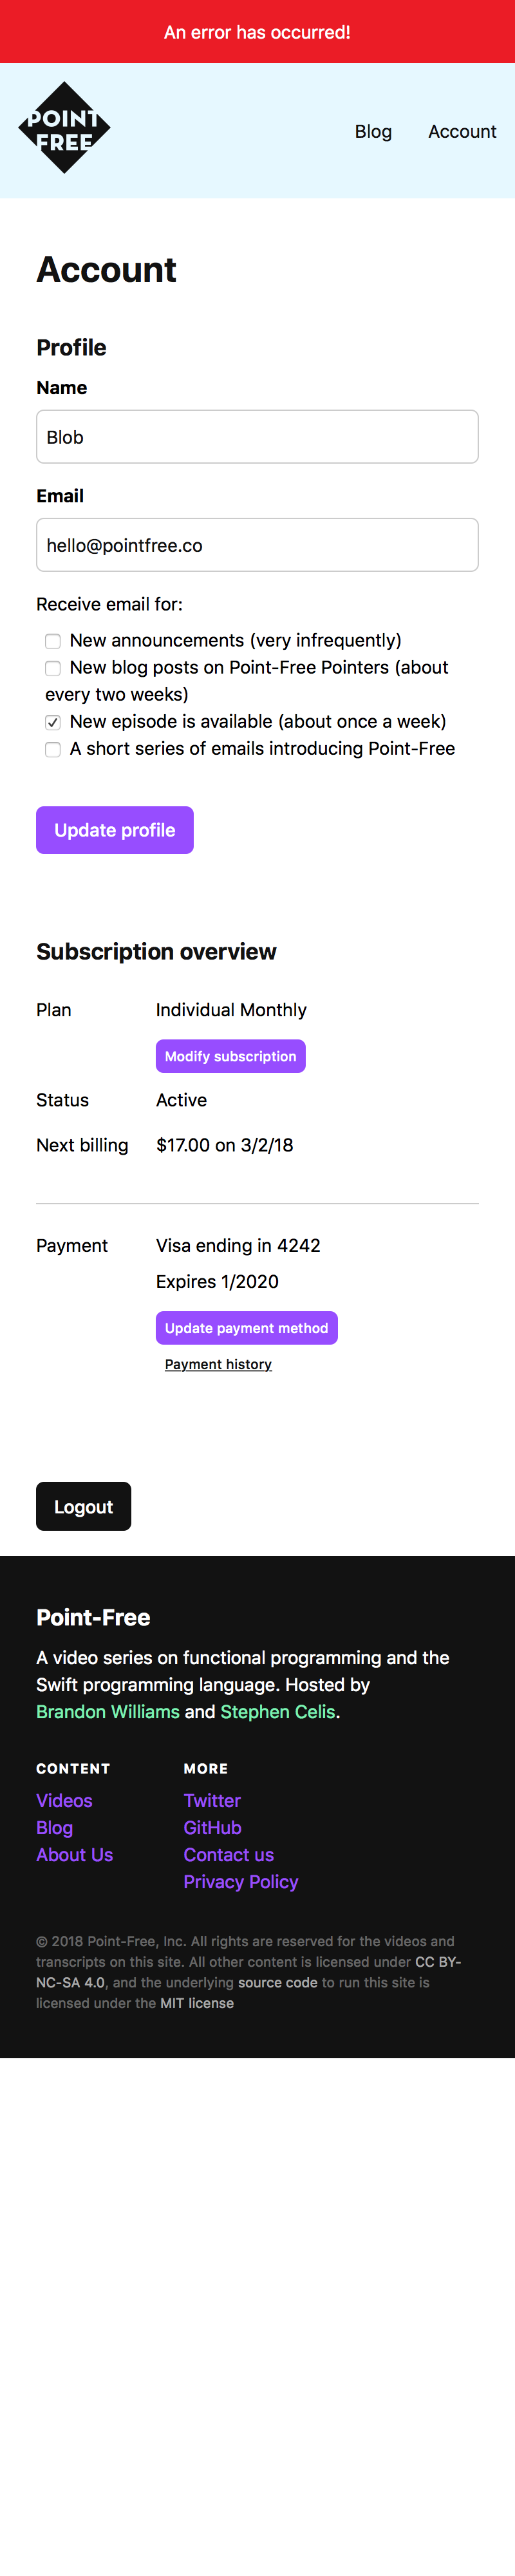 An error has occurred!
POINT
FREE
Blog
Account
Account
Profile
Name
Blob
Email
hello@pointfree.co
Receive email for:
New announcements (very infrequently)
New blog posts on Point-Free Pointers (about
every two weeks)
New episode is available (about once a week)
A short series of emails introducing Point-Free
Update profile
Subscription overview
Plan
Individual Monthly
Modify subscription
Status
Active
Next billing
$17.00 on 3/2/18
Payment
Visa ending in 4242
Expires 1/2020
Update payment method
Payment history
Logout
Point-Free
A video series on functional programming and the
Swift programming language. Hosted by
Brandon Williams and Stephen Celis.
CONTENT
Videos
Blog
About Us
MORE
Twitter
GitHub
Contact us
Privacy Policy
© 2018 Point-Free, Inc. All rights are reserved for the videos and
transcripts on this site. All other content is licensed under CC BY-
NC-SA 4.0, and the underlying source code to run this site is
licensed under the MIT license